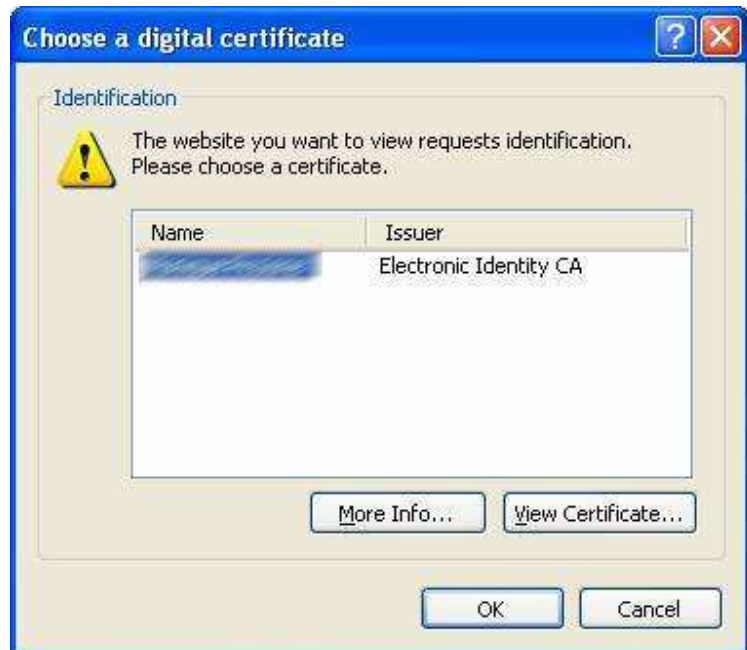 Choose a digital certificate
Identification
The website you want to view requests identification.
Please choose a certificate.
Name Issuer
Electronic Identity CA
More Info... View Certificate...
OK Cancel